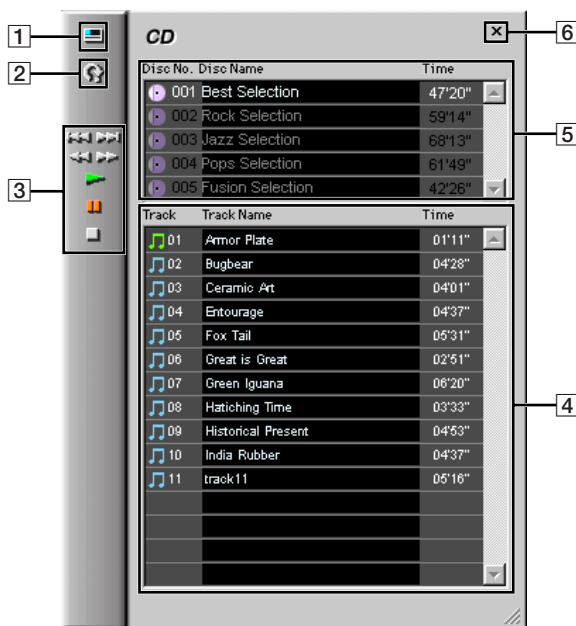 1
2
3
CD
6
Disc No. Disc Name Time
001 Best Selection 47'20"
002 Rock Selection 59'14"
003 Jazz Selection 68'13"
004 Pops Selection 61'49"
005 Fusion Selection 42'26"
5
Track Track Name Time
01 Armor Plate 01'11"
02 Bugbear 04'28"
03 Ceramic Art 04'01"
04 Entourage 04'37"
05 Fox Tail 05'31"
06 Great is Great 02'51"
07 Green Iguana 06'20"
08 Hatiching Time 03'33"
09 Historical Present 04'53"
10 India Rubber 04'37"
11 track11 05'16"
4